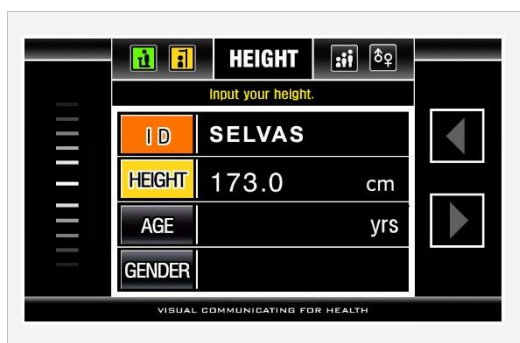 HEIGHT
Input your height.
ID SELVAS
HEIGHT 173.0 cm
AGE yrs
GENDER
VISUAL COMMUNICATING FOR HEALTH